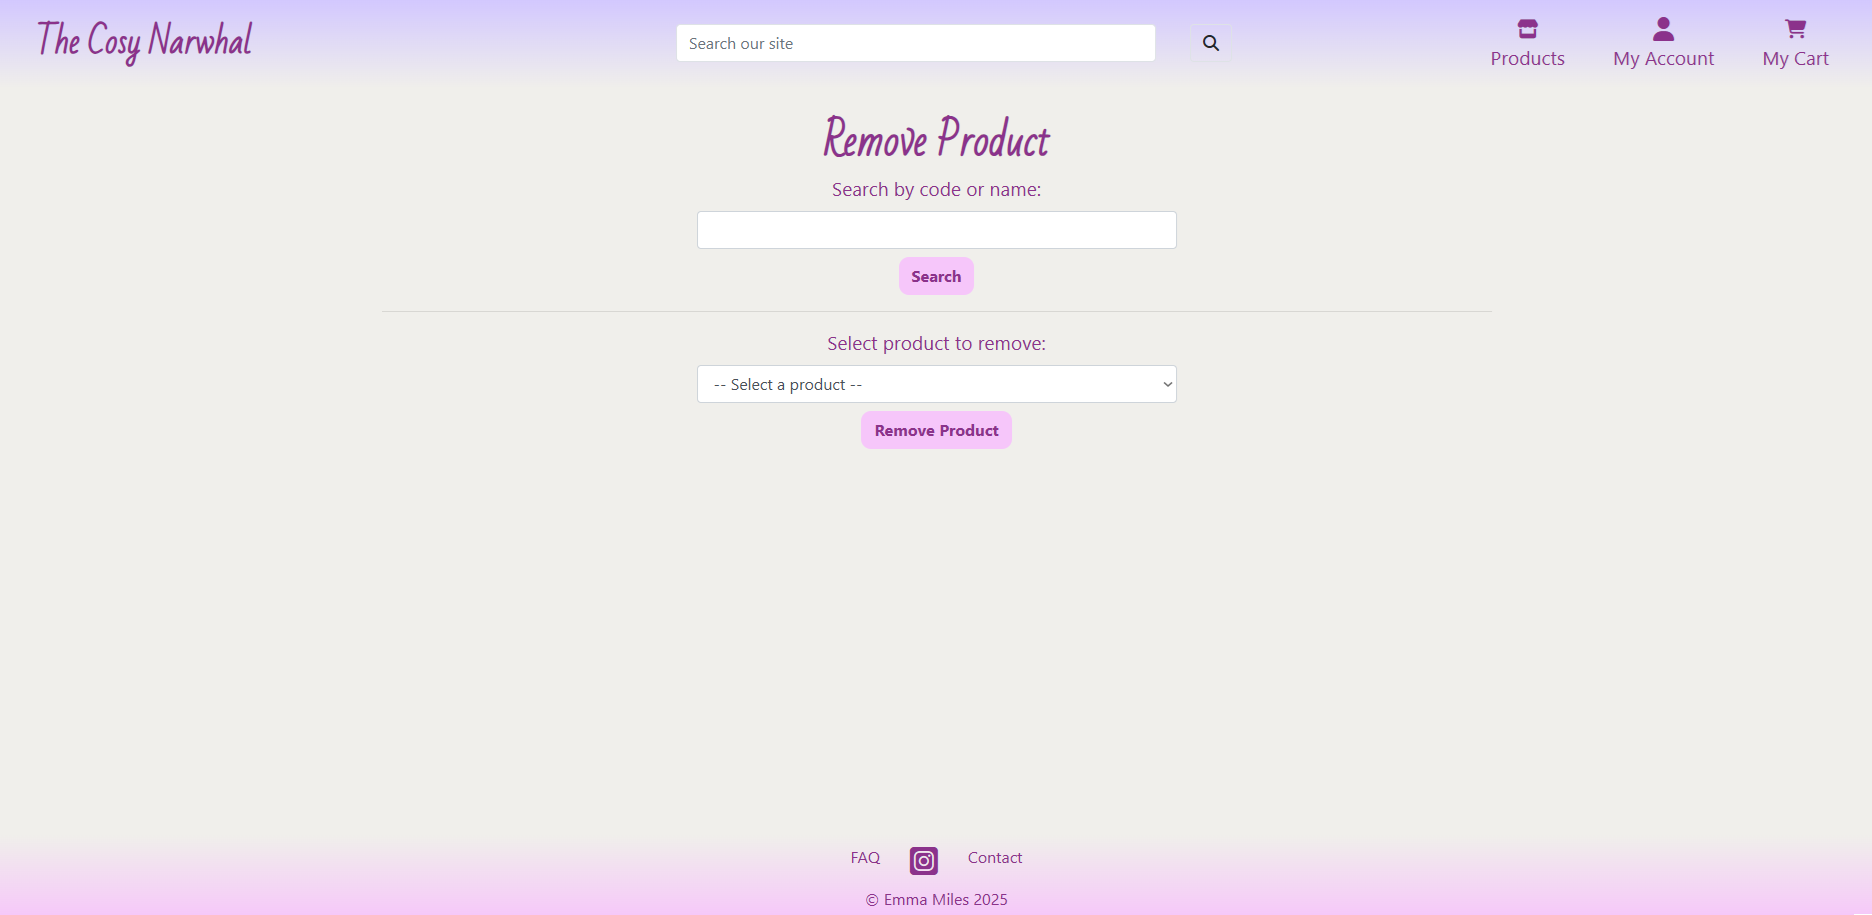 The Cosy Narwhal
Search our site
Products
My Account
My Cart
Remove Product
Search by code or name:
Search
Select product to remove:
-- Select a product --
Remove Product
FAQ
Contact
© Emma Miles 2025